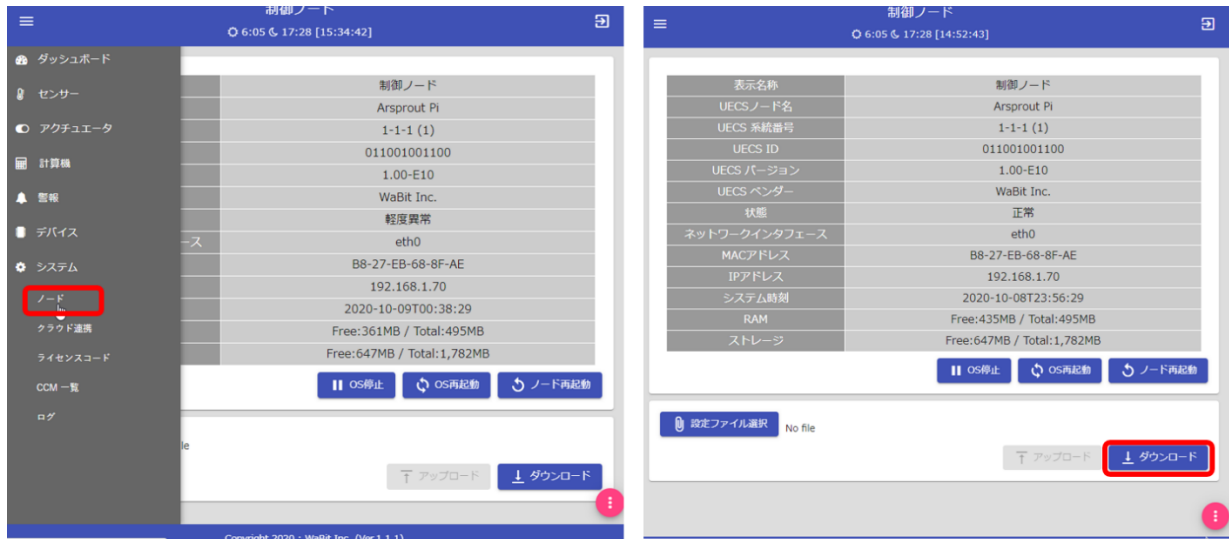 制御ノード
6:05 17:28 [15:34:42]
ダッシュボード
センサー
アクチュエータ
計算機
警報
デバイス
システム
ノード
クラウド連携
ライセンスコード
CCM 一覧
ログ
制御ノード
Arsprout Pi
1-1-1 (1)
011001001100
1.00-E10
WaBit Inc.
軽度異常
ース eth0
B8-27-EB-68-8F-AE
192.168.1.70
2020-10-09T00:38:29
Free:361MB / Total:495MB
Free:647MB / Total:1,782MB
OS停止 OS再起動 ノード再起動
le
アップロード ダウンロード
Copyright 2020 : WaBit Inc. (Ver.1.1.1)
制御ノード
6:05 17:28 [14:52:43]
表示名称 制御ノード
UECSノード名 Arsprout Pi
UECS 系統番号 1-1-1 (1)
UECS ID 011001001100
UECS バージョン 1.00-E10
UECS ベンダー WaBit Inc.
状態 正常
ネットワークインタフェース eth0
MACアドレス B8-27-EB-68-8F-AE
IPアドレス 192.168.1.70
システム時刻 2020-10-08T23:56:29
RAM Free:435MB / Total:495MB
ストレージ Free:647MB / Total:1,782MB
OS停止 OS再起動 ノード再起動
設定ファイル選択 No file
アップロード ダウンロード